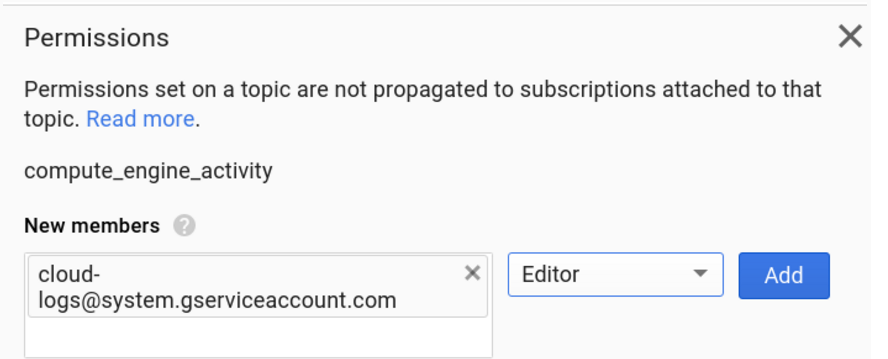 Permissions
Permissions set on a topic are not propagated to subscriptions attached to that
topic. Read more.
compute_engine_activity
New members ?
cloud-
logs@system.gserviceaccount.com
Editor
Add